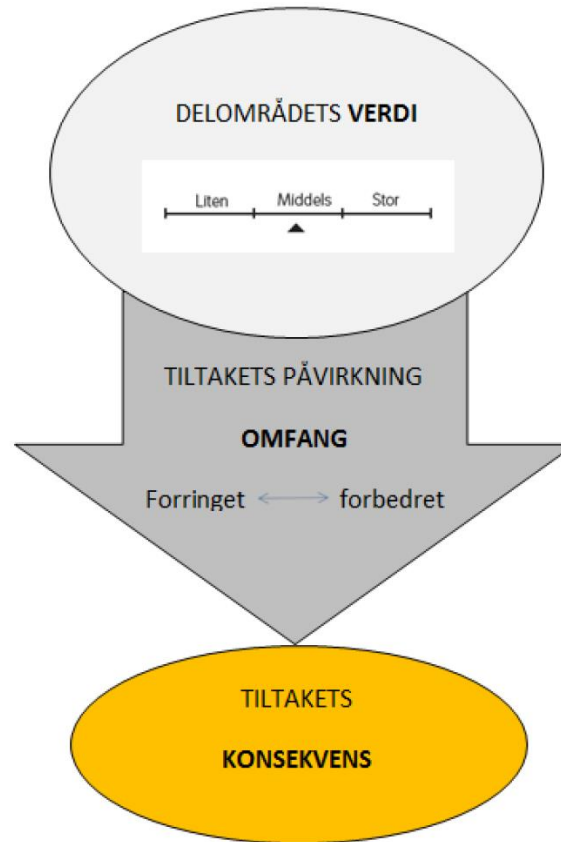 DELOMRÅDETS VERDI
Liten Middels Stor
TILTAKETS PÅVIRKNING
OMFANG
Forringet forbedret
TILTAKETS
KONSEKVENS